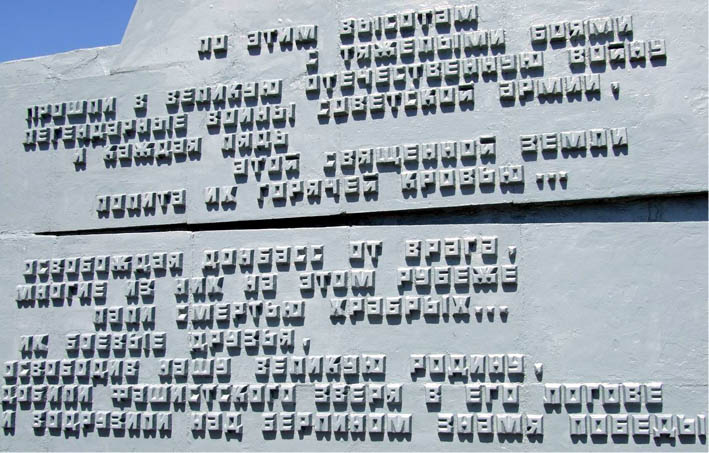 ПО ЭТИМ ВЫСОТАМ
С ТЯЖЕЛЫМИ БОЯМИ
ПРОШЛИ В ВЕЛИКУЮ ОТЕЧЕСТВЕННУЮ ВОЙНУ
ЛЕГЕНДАРНЫЕ ВОИНЫ СОВЕТСКОЙ АРМИИ,
И КАЖДАЯ ПЯДЬ
ЭТОЙ СВЯЩЕННОЙ ЗЕМЛИ
ПОЛИТА ИХ ГОРЯЧЕЙ КРОВЬЮ...
ОСВОБОЖДАЯ ДОНБАСС ОТ ВРАГА,
МНОГИЕ ИЗ НИХ НА ЭТОМ РУБЕЖЕ
ПАЛИ СМЕРТЬЮ ХРАБРЫХ...
ИХ БОЕВЫЕ ДРУЗЬЯ,
ОСВОБОДИВ НАШУ ВЕЛИКУЮ РОДИНУ,
ДОБИЛИ ФАШИСТСКОГО ЗВЕРЯ В ЕГО ЛОГОВЕ
И ВОДРУЗИЛИ НАД БЕРЛИНОМ ЗНАМЯ ПОБЕДЫ